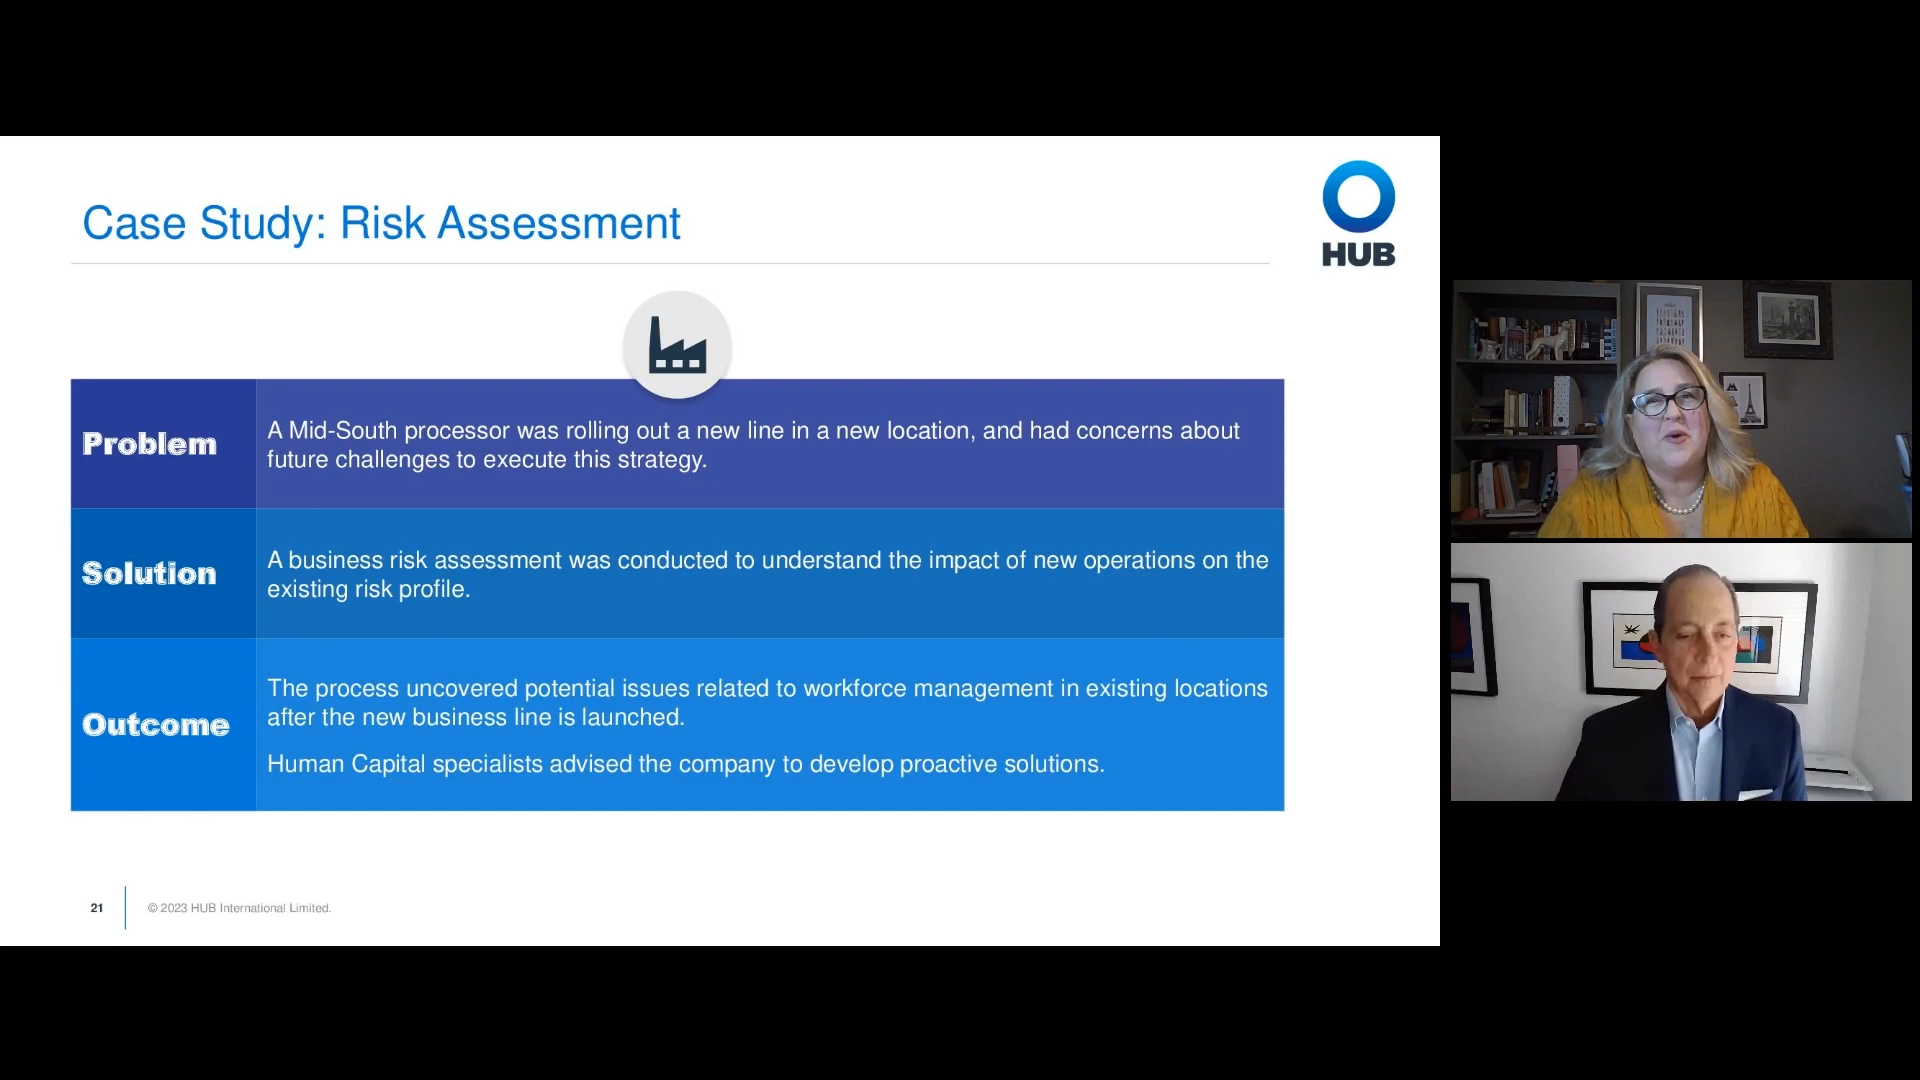 Case Study: Risk Assessment
HUB
Problem
A Mid-South processor was rolling out a new line in a new location, and had concerns about
future challenges to execute this strategy.
Solution
A business risk assessment was conducted to understand the impact of new operations on the
existing risk profile.
Outcome
The process uncovered potential issues related to workforce management in existing locations
after the new business line is launched.
Human Capital specialists advised the company to develop proactive solutions.
21
© 2023 HUB International Limited.